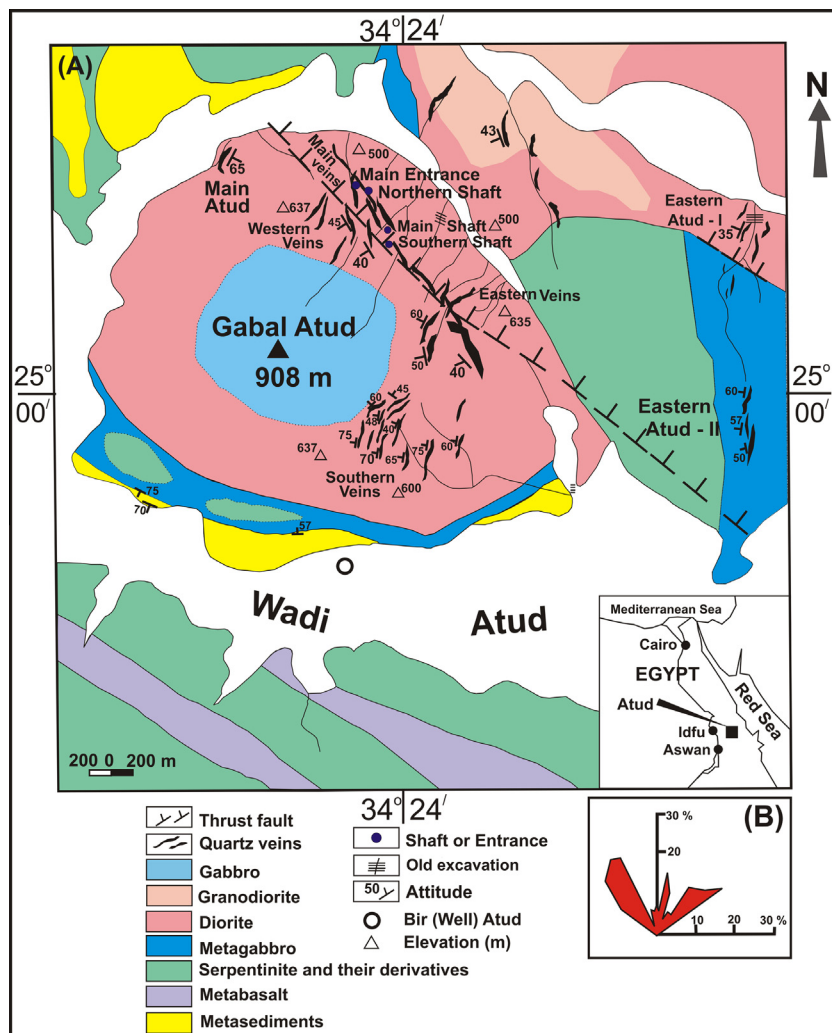 34° 24′
(A)
N
43
500
Main veins
65
Main Entrance
Northern Shaft
Main
Atud
637
Western
Veins
45
Main Shaft
500
Southern Shaft
40
Eastern
Atud - I
35
Eastern Veins
635
60
Gabal Atud
908 m
50
40
25°
00′
25°
00′
60
45
48
40
75
70
65
75
60
637
Southern
Veins
600
Eastern
Atud - II
60
57
50
75
70
57
Wadi Atud
Mediterranean Sea
Cairo
EGYPT
Red Sea
Atud
Idfu
Aswan
200 0 200 m
34° 24′
Thrust fault
Quartz veins
Gabbro
Granodiorite
Diorite
Metagabbro
Serpentinite and their derivatives
Metabasalt
Metasediments
Shaft or Entrance
Old excavation
50 Attitude
Bir (Well) Atud
Elevation (m)
(B)
30 %
20
10 20 30 %